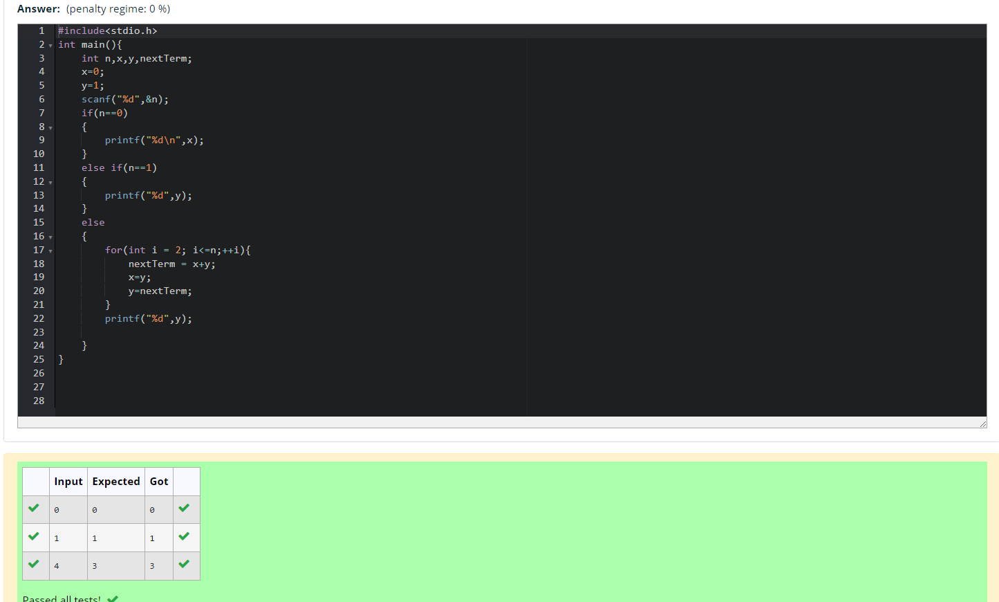 Answer: (penalty regime: 0 %)
1 #include<stdio.h>
2 int main(){
3     int n,x,y,nextTerm;
4     x=0;
5     y=1;
6     scanf("%d",&n);
7     if(n==0)
8     {
9         printf("%d\n",x);
10     }
11     else if(n==1)
12     {
13         printf("%d",y);
14     }
15     else
16     {
17         for(int i = 2; i<=n;++i){
18             nextTerm = x+y;
19             x=y;
20             y=nextTerm;
21         }
22         printf("%d",y);
23
24     }
25 }
26
27
28
Input Expected Got
0 0 0
1 1 1
4 3 3
Passed all tests!